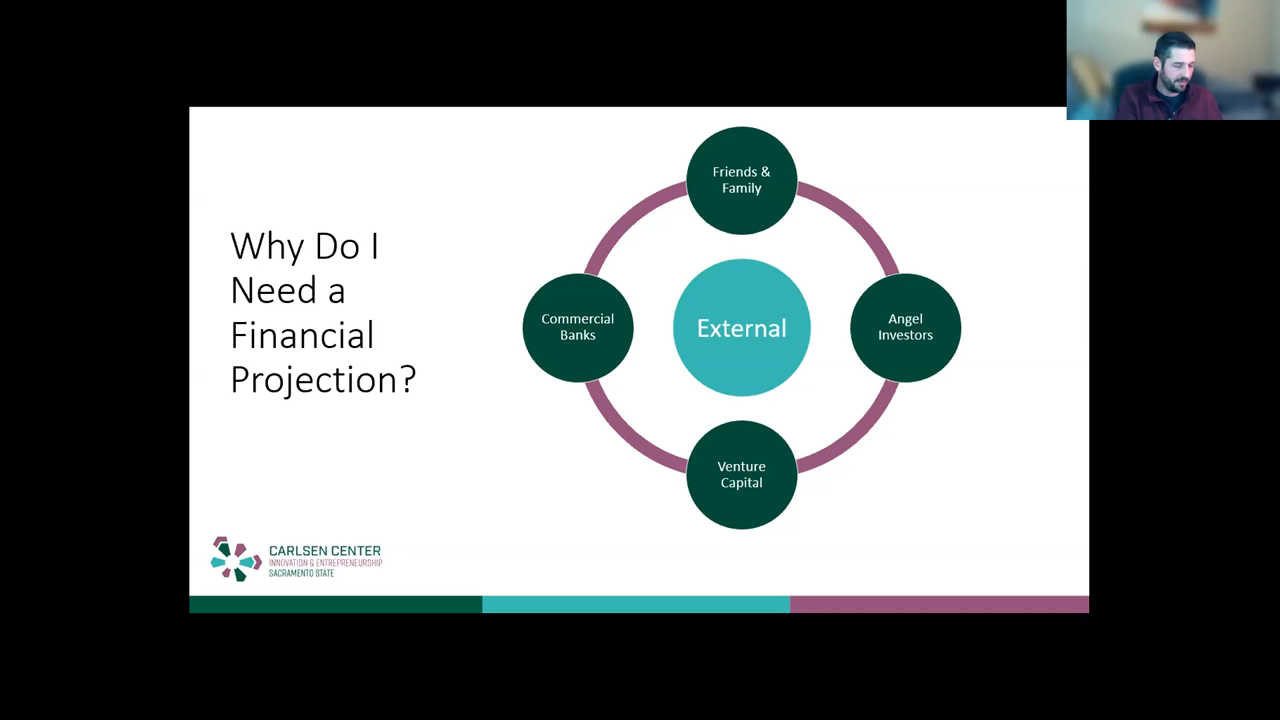 Why Do I
Need a
Financial
Projection?
Friends &
Family
Commercial
Banks
External
Angel
Investors
Venture
Capital
CARLSEN CENTER
INNOVATION & ENTREPRENEURSHIP
SACRAMENTO STATE